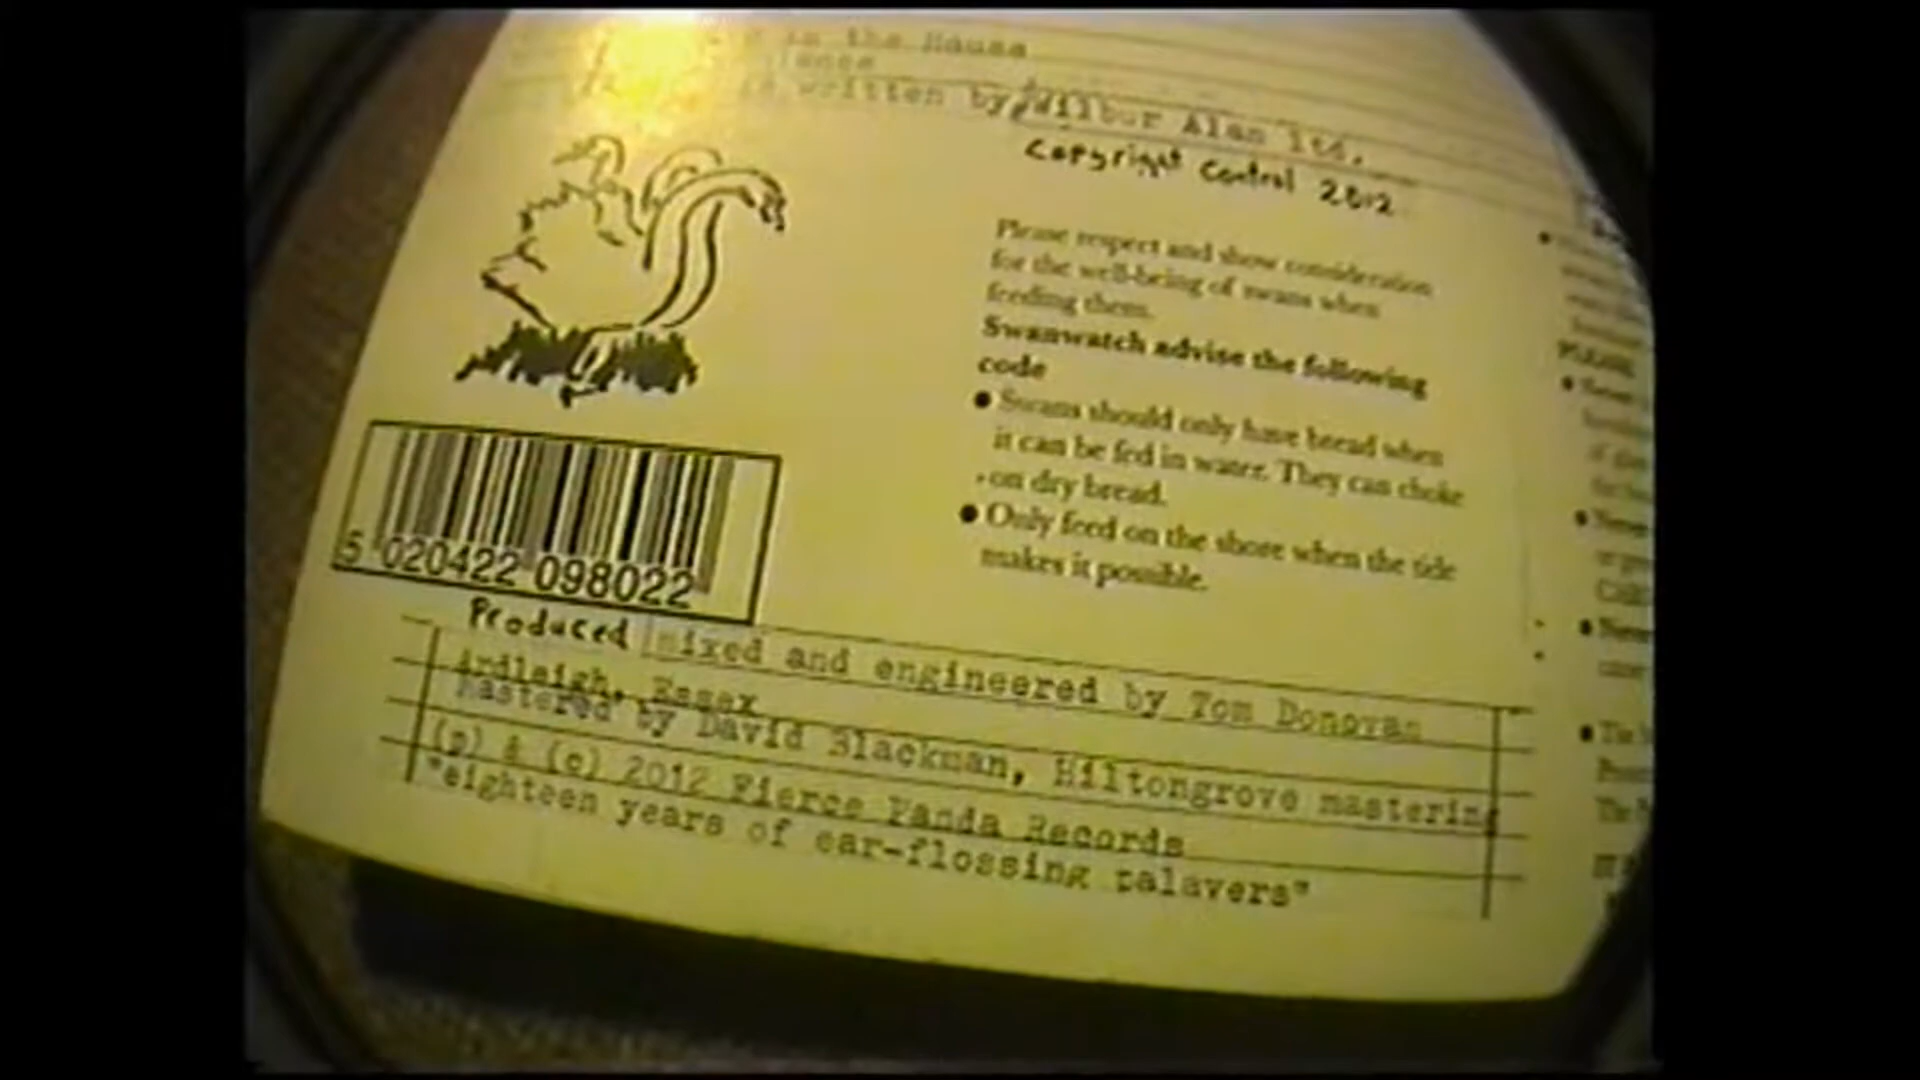 in the House
written by Wilbur Alan ltd.
Copyright Control 2012
Please respect and show consideration
for the well-being of swans when
feeding them.
Swanwatch advise the following
code
● Swans should only have bread when
it can be fed in water. They can choke
on dry bread.
● Only feed on the shore when the tide
makes it possible.
5 020422 098022
Produced mixed and engineered by Tom Donovan
Ardleigh, Essex
Mastered by David Blackman, Hiltongrove mastering
(p) & (c) 2012 Fierce Panda Records
"eighteen years of ear-flossing palavers"
PLEASE